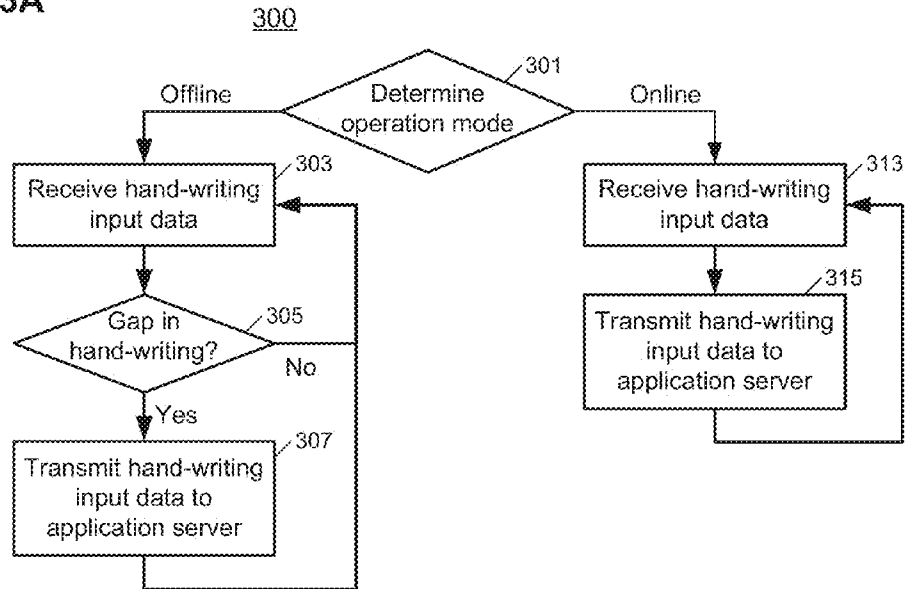 3A
300
301
Determine
operation mode
Offline
Online
303
Receive hand-writing
input data
305
Gap in
hand-writing?
No
Yes
307
Transmit hand-writing
input data to
application server
313
Receive hand-writing
input data
315
Transmit hand-writing
input data to
application server